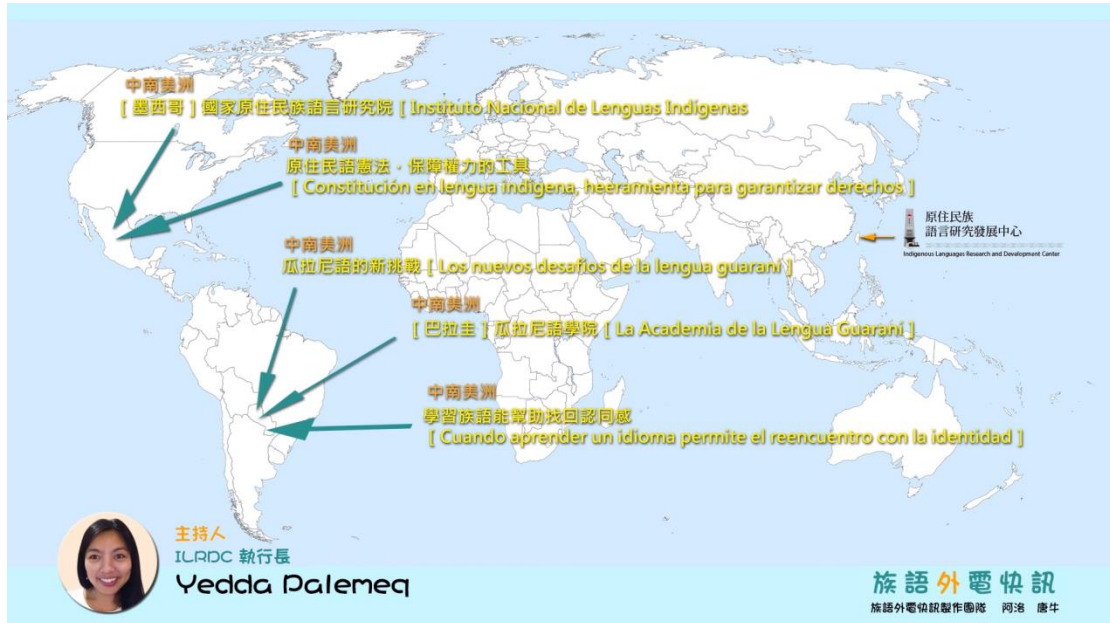 中南美洲
[ 墨西哥 ] 國家原住民族語言研究院 [ Instituto Nacional de Lenguas Indígenas
中南美洲
原住民語憲法．保障權力的工具
[ Constitución en lengua indígena, heeramienta para garantizar derechos ]
原住民族
語言研究發展中心
Indigenous Languages Research and Development Center
中南美洲
瓜拉尼語的新挑戰 [ Los nuevos desafíos de la lengua guaraní ]
中南美洲
[ 巴拉圭 ] 瓜拉尼語學院 [ La Academia de la Lengua Guaraní ]
中南美洲
學習族語能幫助找回認同感
[ Cuando aprender un idioma permite el reencuentro con la identidad ]
主持人
ILRDC 執行長
Yedda Palemeq
族語外電快訊
族語外電快訊製作團隊 阿洛 唐牛